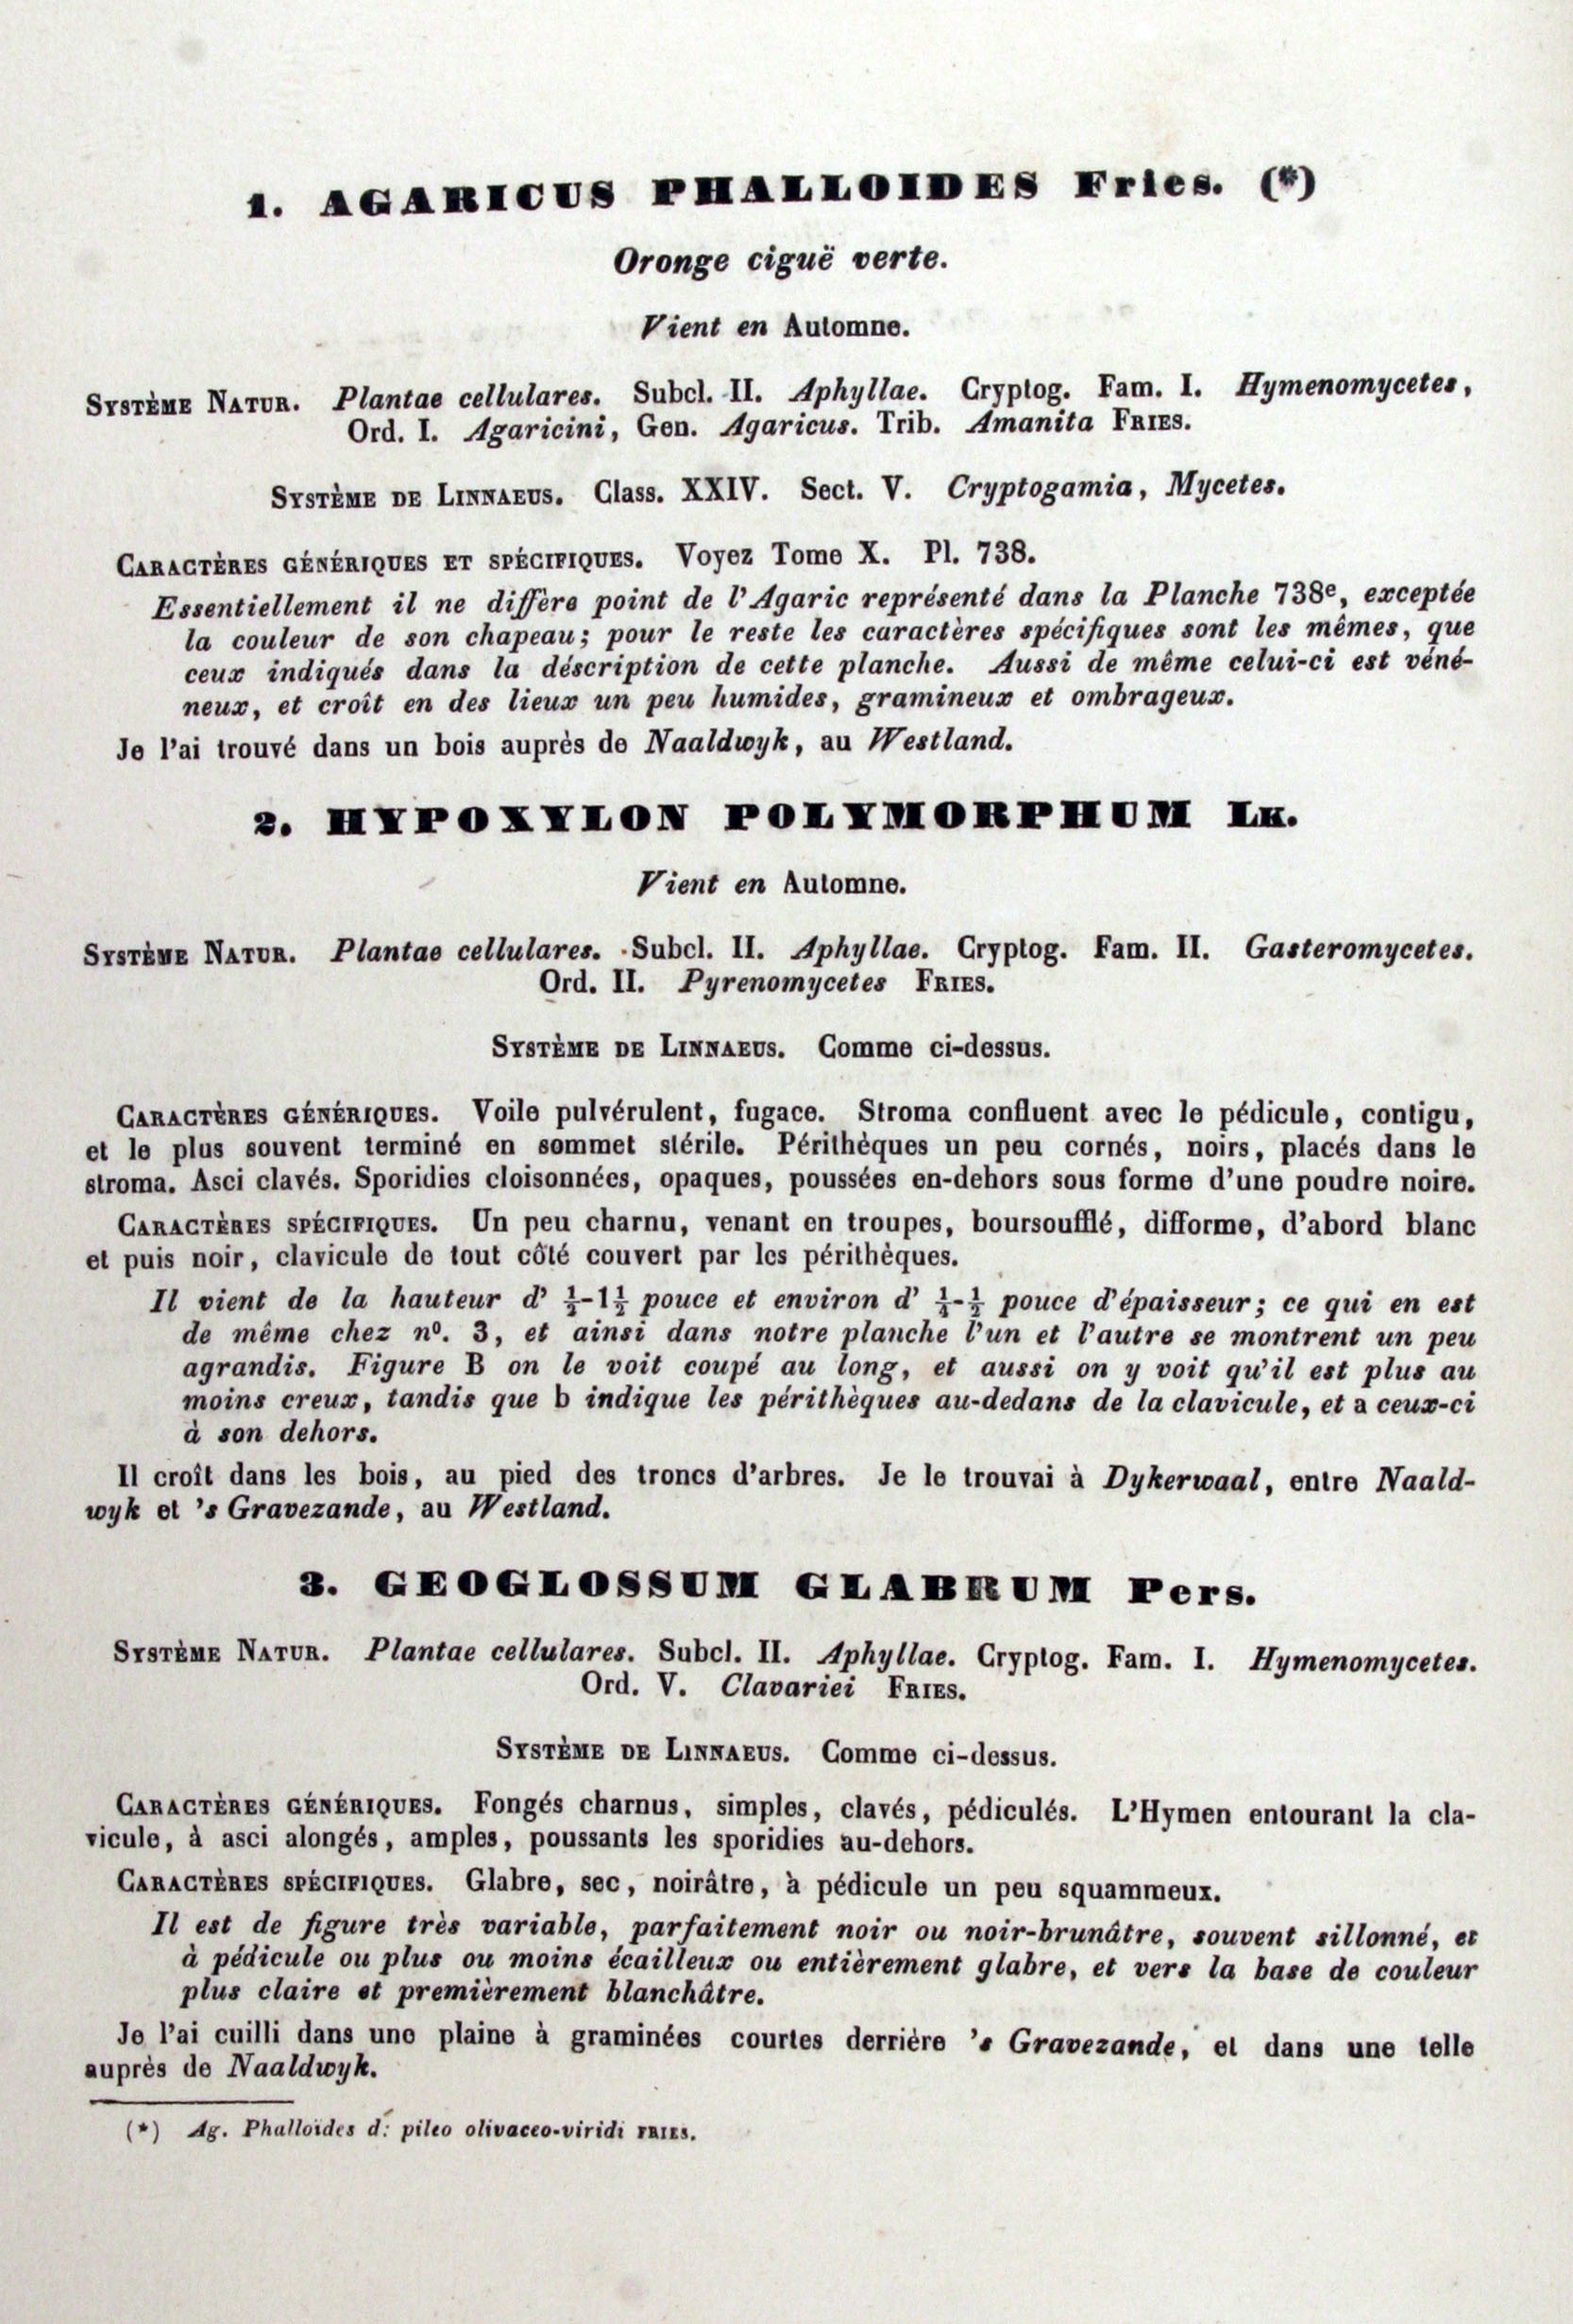 1. AGARICUS PHALLOIDES Fries. (*)
Oronge ciguë verte.
Vient en Automne.
SYSTÈME NATUR. Plantae cellulares. Subcl. II. Aphyllae. Cryptog. Fam. I. Hymenomycetes,
Ord. I. Agaricini, Gen. Agaricus. Trib. Amanita FRIES.
SYSTÈME DE LINNAEUS. Class. XXIV. Sect. V. Cryptogamia, Mycetes.
CARACTÈRES GÉNÉRIQUES ET SPÉCIFIQUES. Voyez Tome X. Pl. 738.
Essentiellement il ne diffère point de l'Agaric représenté dans la Planche 738e, exceptée
la couleur de son chapeau; pour le reste les caractères spécifiques sont les mêmes, que
ceux indiqués dans la déscription de cette planche. Aussi de même celui-ci est véné-
neux, et croît en des lieux un peu humides, gramineux et ombrageux.
Je l'ai trouvé dans un bois auprès de Naaldwyk, au Westland.
2. HYPOXYLON POLYMORPHUM LK.
Vient en Automne.
SYSTÈME NATUR. Plantae cellulares. Subcl. II. Aphyllae. Cryptog. Fam. II. Gasteromycetes.
Ord. II. Pyrenomycetes FRIES.
SYSTÈME DE LINNAEUS. Comme ci-dessus.
CARACTÈRES GÉNÉRIQUES. Voile pulvérulent, fugace. Stroma confluent avec le pédicule, contigu,
et le plus souvent terminé en sommet stérile. Périthèques un peu cornés, noirs, placés dans le
stroma. Asci clavés. Sporidies cloisonnées, opaques, poussées en-dehors sous forme d'une poudre noire.
CARACTÈRES SPÉCIFIQUES. Un peu charnu, venant en troupes, boursoufflé, difforme, d'abord blanc
et puis noir, clavicule de tout côté couvert par les périthèques.
Il vient de la hauteur d' ½-1½ pouce et environ d' ¼-½ pouce d'épaisseur; ce qui en est
de même chez nº. 3, et ainsi dans notre planche l'un et l'autre se montrent un peu
agrandis. Figure B on le voit coupé au long, et aussi on y voit qu'il est plus au
moins creux, tandis que b indique les périthèques au-dedans de la clavicule, et a ceux-ci
à son dehors.
Il croît dans les bois, au pied des troncs d'arbres. Je le trouvai à Dykerwaal, entre Naald-
wyk et 's Gravezande, au Westland.
3. GEOGLOSSUM GLABRUM Pers.
SYSTÈME NATUR. Plantae cellulares. Subcl. II. Aphyllae. Cryptog. Fam. I. Hymenomycetes.
Ord. V. Clavariei FRIES.
SYSTÈME DE LINNAEUS. Comme ci-dessus.
CARACTÈRES GÉNÉRIQUES. Fongés charnus, simples, clavés, pédiculés. L'Hymen entourant la cla-
vicule, à asci alongés, amples, poussants les sporidies au-dehors.
CARACTÈRES SPÉCIFIQUES. Glabre, sec, noirâtre, à pédicule un peu squammeux.
Il est de figure très variable, parfaitement noir ou noir-brunâtre, souvent sillonné, et
à pédicule ou plus ou moins écailleux ou entièrement glabre, et vers la base de couleur
plus claire et premièrement blanchâtre.
Je l'ai cuilli dans une plaine à graminées courtes derrière 's Gravezande, et dans une telle
auprès de Naaldwyk.
(*) Ag. Phalloides d: pileo olivaceo-viridi FRIES.